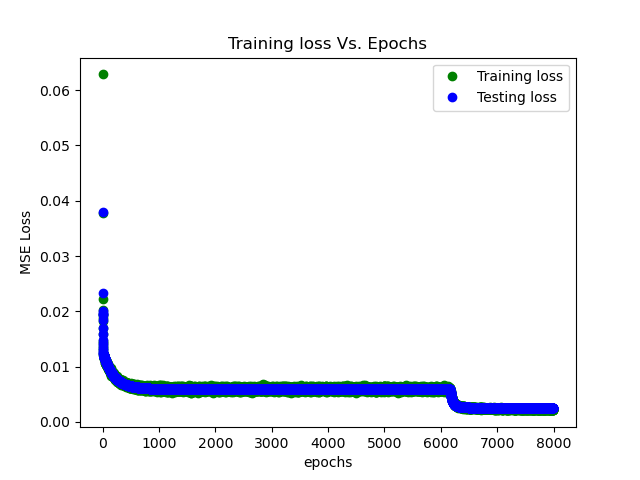 Training loss Vs. Epochs
Training loss
Testing loss
MSE Loss
0.06
0.05
0.04
0.03
0.02
0.01
0.00
0 1000 2000 3000 4000 5000 6000 7000 8000
epochs